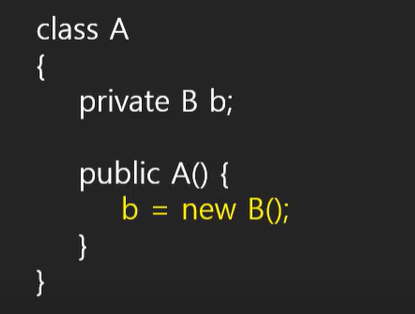 class A
{
private B b;
public A() {
b = new B();
}
}